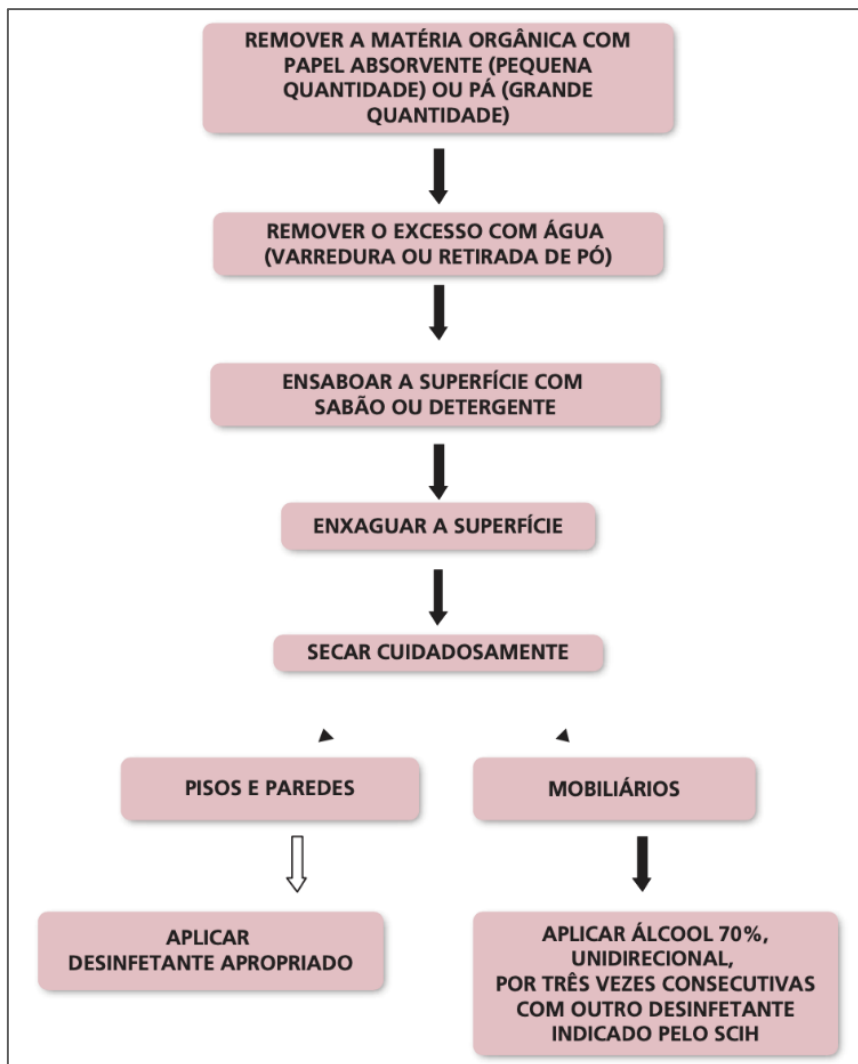 REMOVER A MATÉRIA ORGÂNICA COM
PAPEL ABSORVENTE (PEQUENA
QUANTIDADE) OU PÁ (GRANDE
QUANTIDADE)
REMOVER O EXCESSO COM ÁGUA
(VARREDURA OU RETIRADA DE PÓ)
ENSABOAR A SUPERFÍCIE COM
SABÃO OU DETERGENTE
ENXAGUAR A SUPERFÍCIE
SECAR CUIDADOSAMENTE
PISOS E PAREDES
MOBILIÁRIOS
APLICAR
DESINFETANTE APROPRIADO
APLICAR ÁLCOOL 70%,
UNIDIRECIONAL,
POR TRÊS VEZES CONSECUTIVAS
COM OUTRO DESINFETANTE
INDICADO PELO SCIH